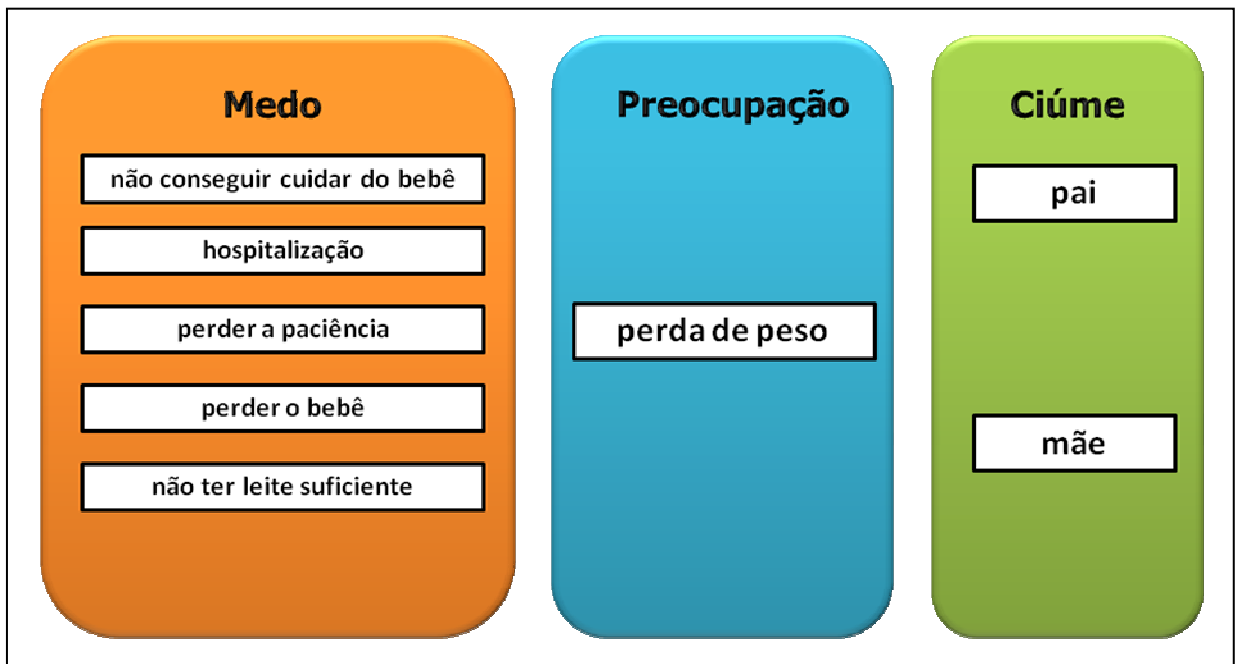 Medo
não conseguir cuidar do bebê
hospitalização
perder a paciência
perder o bebê
não ter leite suficiente
Preocupação
perda de peso
Ciúme
pai
mãe